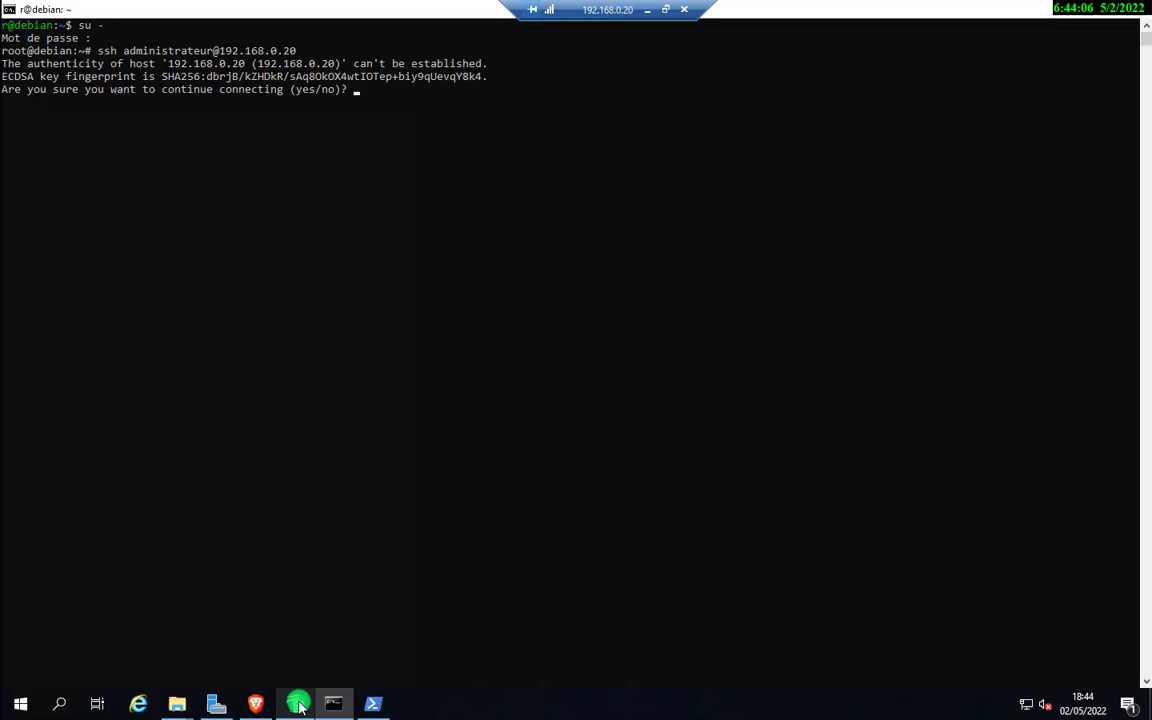 r@debian: ~
192.168.0.20
6:44:06 5/2/2022
r@debian:~$ su -
Mot de passe :
root@debian:~# ssh administrateur@192.168.0.20
The authenticity of host '192.168.0.20 (192.168.0.20)' can't be established.
ECDSA key fingerprint is SHA256:dbrjB/kZHDkR/sAq8OkOX4wtIOTep+biy9qUevqY8k4.
Are you sure you want to continue connecting (yes/no)?
18:44
02/05/2022
1